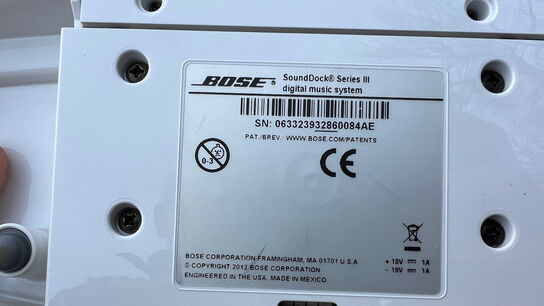 BOSE® SoundDock® Series III
digital music system
SN: 063323932860084AE
PAT./BREV.: WWW.BOSE.COM/PATENTS
0-3
CE
BOSE CORPORATION FRAMINGHAM, MA 01701 U.S.A.
© COPYRIGHT 2012 BOSE CORPORATION
ENGINEERED IN THE USA. MADE IN MEXICO
+ 18V ⎓ 1A
- 18V ⎓ 1A